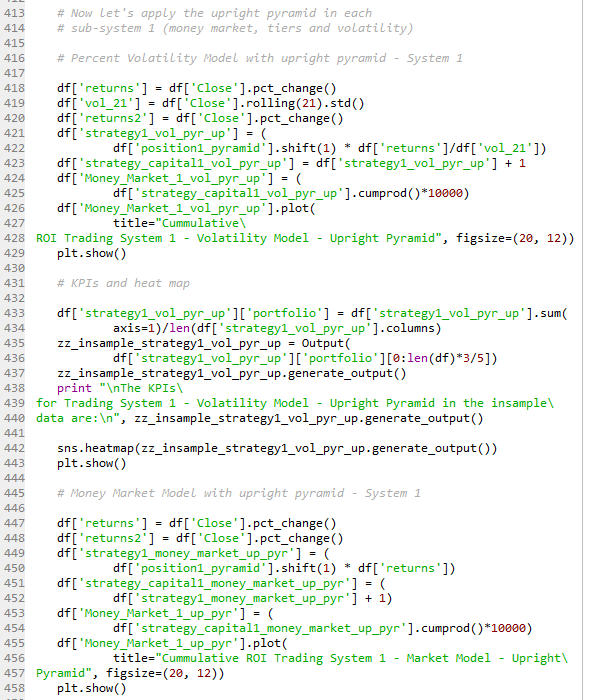 413 # Now let's apply the upright pyramid in each
414 # sub-system 1 (money market, tiers and volatility)
415
416 # Percent Volatility Model with upright pyramid - System 1
417
418 df['returns'] = df['Close'].pct_change()
419 df['vol_21'] = df['Close'].rolling(21).std()
420 df['returns2'] = df['Close'].pct_change()
421 df['strategy1_vol_pyr_up'] = (
422 df['position1_pyramid'].shift(1) * df['returns']/df['vol_21'])
423 df['strategy_capital1_vol_pyr_up'] = df['strategy1_vol_pyr_up'] + 1
424 df['Money_Market_1_vol_pyr_up'] = (
425 df['strategy_capital1_vol_pyr_up'].cumprod()*10000)
426 df['Money_Market_1_vol_pyr_up'].plot(
427 title="Cummulative\
428 ROI Trading System 1 - Volatility Model - Upright Pyramid", figsize=(20, 12))
429 plt.show()
430
431 # KPIs and heat map
432
433 df['strategy1_vol_pyr_up']['portfolio'] = df['strategy1_vol_pyr_up'].sum(
434 axis=1)/len(df['strategy1_vol_pyr_up'].columns)
435 zz_insample_strategy1_vol_pyr_up = Output(
436 df['strategy1_vol_pyr_up']['portfolio'][0:len(df)*3/5])
437 zz_insample_strategy1_vol_pyr_up.generate_output()
438 print "\nThe KPIs\
439 for Trading System 1 - Volatility Model - Upright Pyramid in the insample\
440 data are:\n", zz_insample_strategy1_vol_pyr_up.generate_output()
441
442 sns.heatmap(zz_insample_strategy1_vol_pyr_up.generate_output())
443 plt.show()
444
445 # Money Market Model with upright pyramid - System 1
446
447 df['returns'] = df['Close'].pct_change()
448 df['returns2'] = df['Close'].pct_change()
449 df['strategy1_money_market_up_pyr'] = (
450 df['position1_pyramid'].shift(1) * df['returns'])
451 df['strategy_capital1_money_market_up_pyr'] = (
452 df['strategy1_money_market_up_pyr'] + 1)
453 df['Money_Market_1_up_pyr'] = (
454 df['strategy_capital1_money_market_up_pyr'].cumprod()*10000)
455 df['Money_Market_1_up_pyr'].plot(
456 title="Cummulative ROI Trading System 1 - Market Model - Upright\
457 Pyramid", figsize=(20, 12))
458 plt.show()